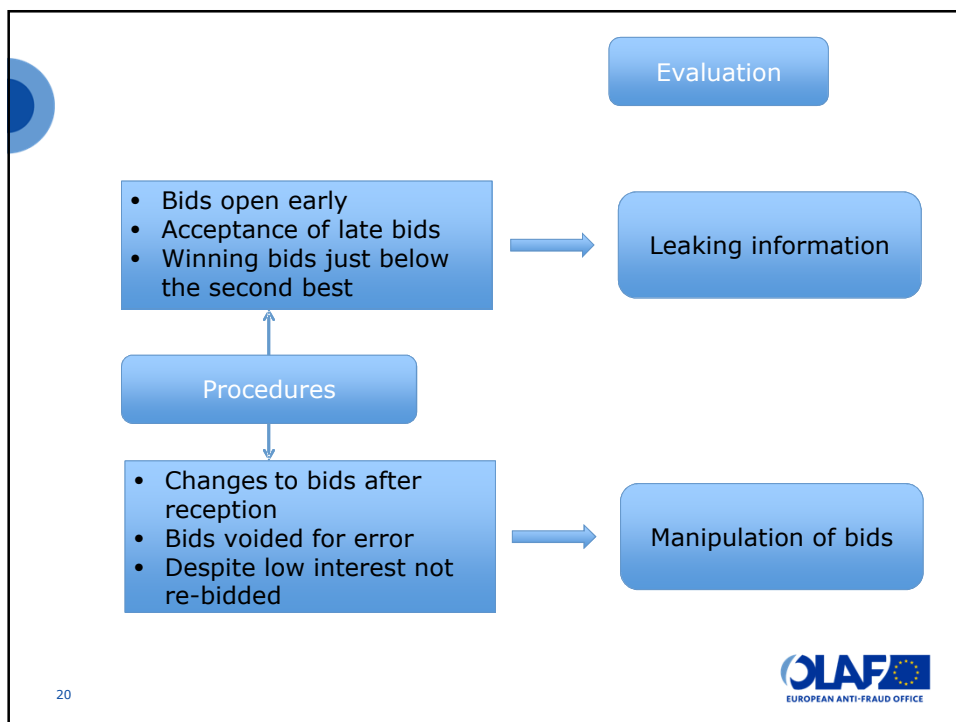 Evaluation
• Bids open early
• Acceptance of late bids
• Winning bids just below
the second best
Leaking information
Procedures
• Changes to bids after
reception
• Bids voided for error
• Despite low interest not
re-bidded
Manipulation of bids
20
OLAF
EUROPEAN ANTI-FRAUD OFFICE